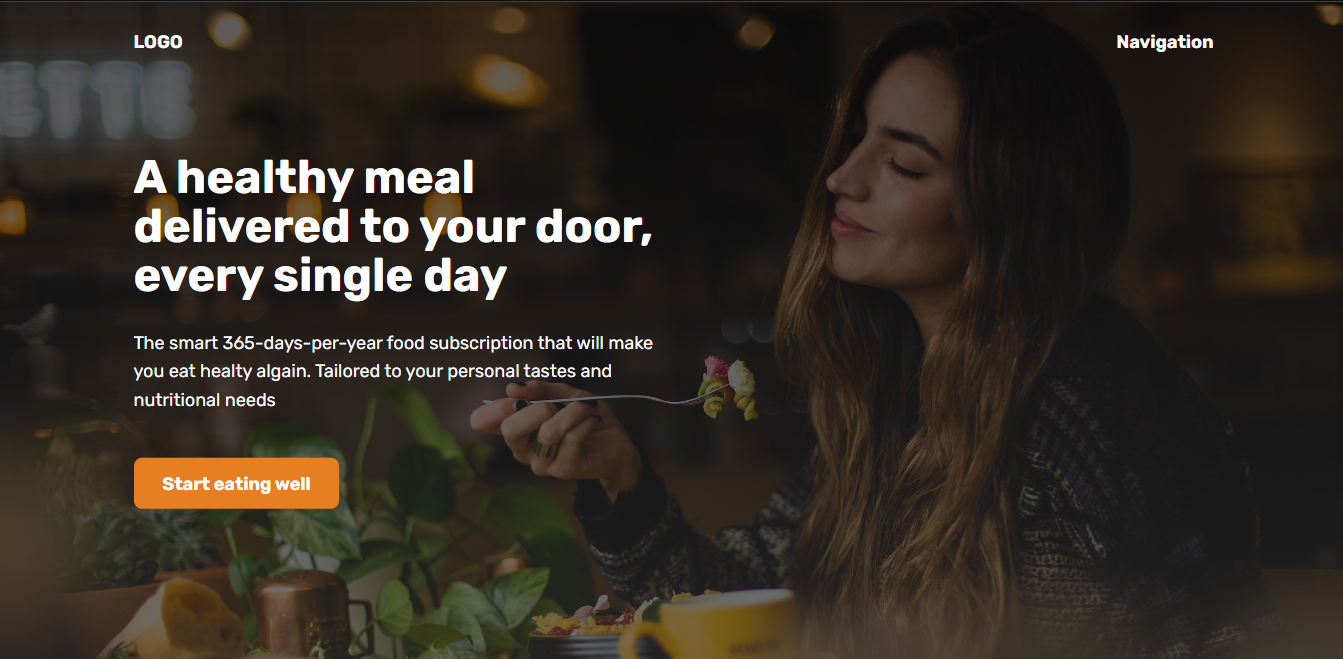 LOGO
Navigation
ETTE
A healthy meal
delivered to your door,
every single day
The smart 365-days-per-year food subscription that will make
you eat healty algain. Tailored to your personal tastes and
nutritional needs
Start eating well